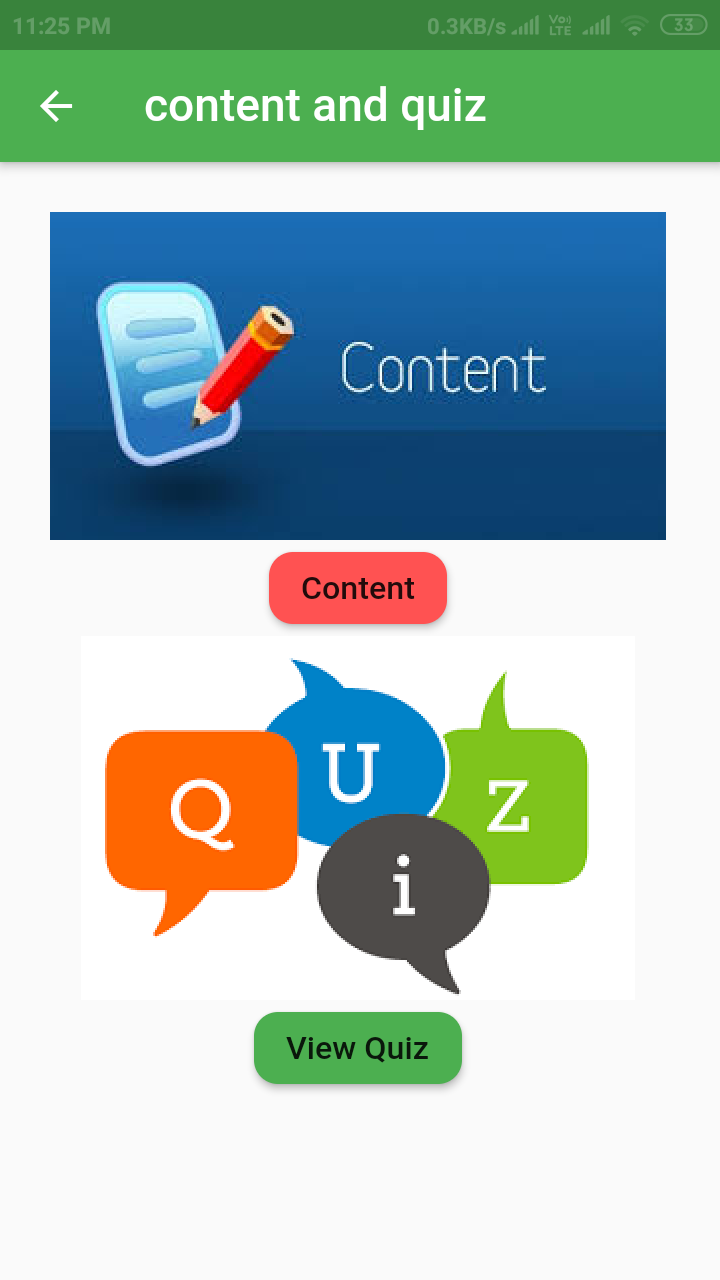 11:25 PM 0.3KB/s Vo) LTE 33
content and quiz
Content
Content
Q U i Z
View Quiz